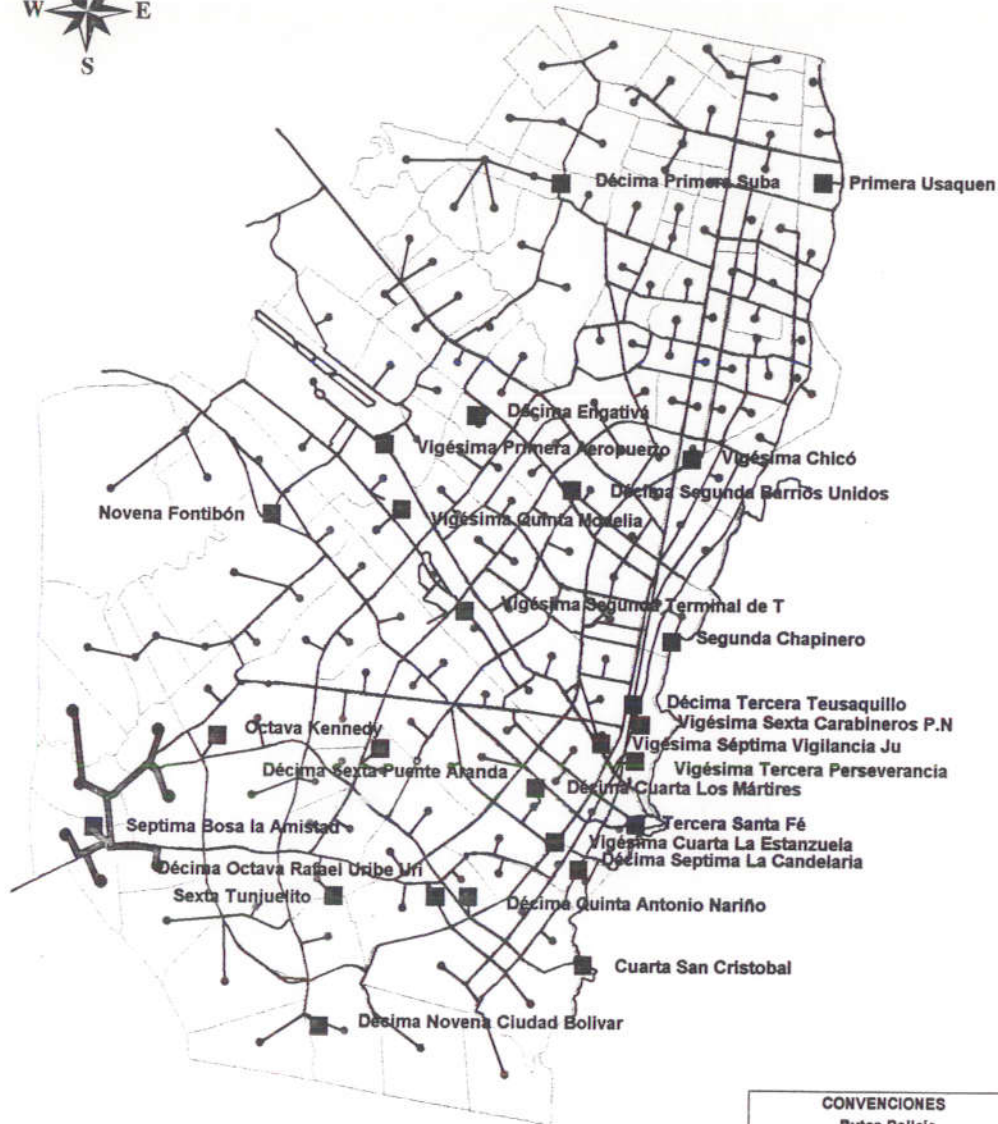 W E
S
Décima Primera Suba
Primera Usaquen
Décima Engativá
Vigésima Primera Aeropuerto
Vigésima Chicó
Décima Segunda Barrios Unidos
Novena Fontibón
Vigésima Quinta Modelia
Vigésima Segunda Terminal de T
Segunda Chapinero
Décima Tercera Teusaquillo
Vigésima Sexta Carabineros P.N
Octava Kennedy
Vigésima Séptima Vigilancia Ju
Décima Sexta Puente Aranda
Vigésima Tercera Perseverancia
Décima Cuarta Los Mártires
Septima Bosa la Amistad
Tercera Santa Fé
Vigésima Cuarta La Estanzuela
Décima Septima La Candelaria
Décima Octava Rafael Uribe Uri
Sexta Tunjuelito
Décima Quinta Antonio Nariño
Cuarta San Cristobal
Décima Novena Ciudad Bolivar
CONVENCIONES